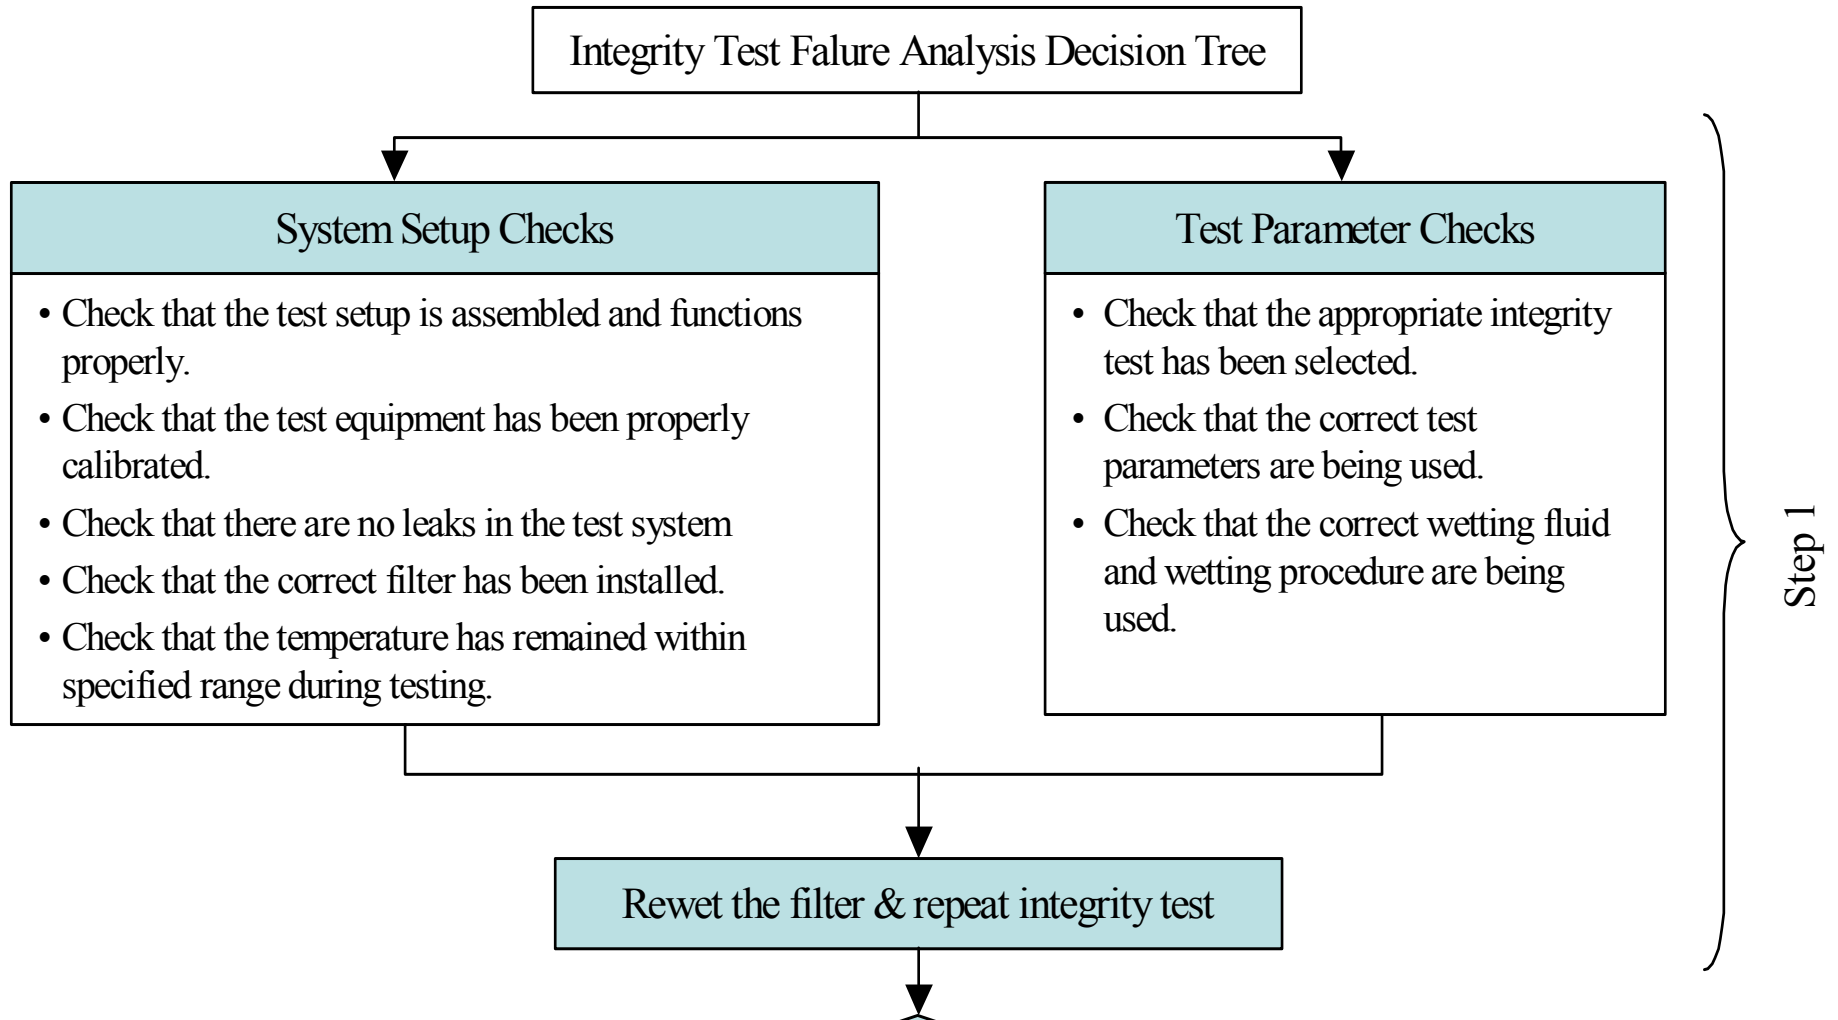 Integrity Test Falure Analysis Decision Tree
System Setup Checks
• Check that the test setup is assembled and functions
properly.
• Check that the test equipment has been properly
calibrated.
• Check that there are no leaks in the test system
• Check that the correct filter has been installed.
• Check that the temperature has remained within
specified range during testing.
Test Parameter Checks
• Check that the appropriate integrity
test has been selected.
• Check that the correct test
parameters are being used.
• Check that the correct wetting fluid
and wetting procedure are being
used.
Step 1
Rewet the filter & repeat integrity test